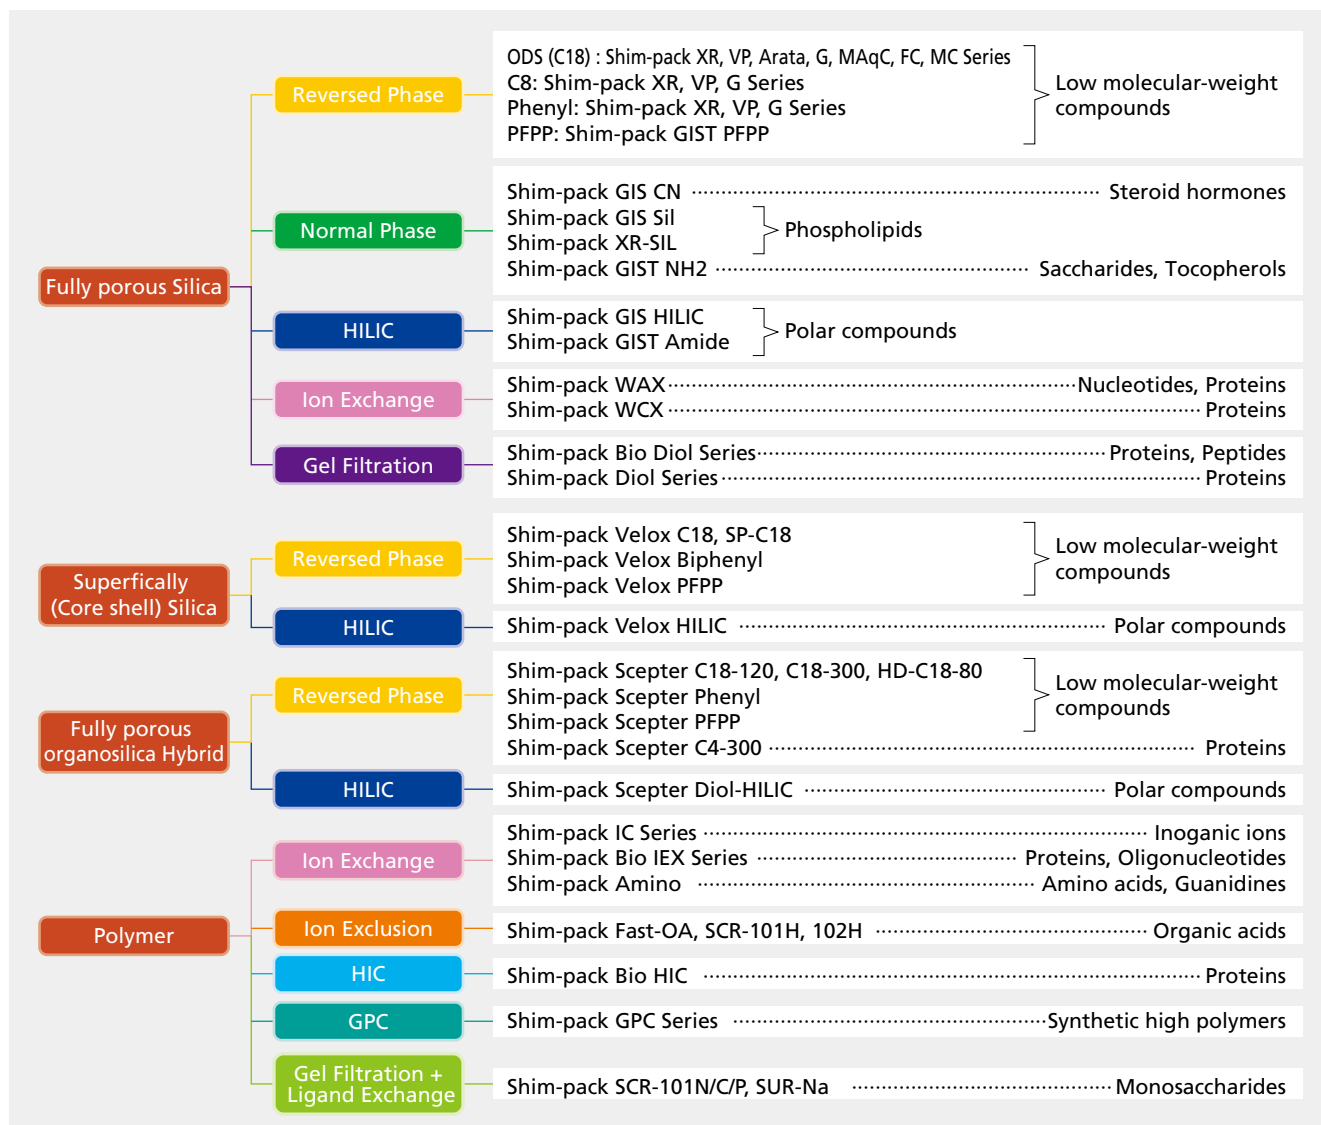 Fully porous Silica
Reversed Phase
ODS (C18) : Shim-pack XR, VP, Arata, G, MAqC, FC, MC Series
C8: Shim-pack XR, VP, G Series
Phenyl: Shim-pack XR, VP, G Series
PFPP: Shim-pack GIST PFPP
Low molecular-weight
compounds
Normal Phase
Shim-pack GIS CN Steroid hormones
Shim-pack GIS Sil
Shim-pack XR-SIL
Phospholipids
Shim-pack GIST NH2 Saccharides, Tocopherols
HILIC
Shim-pack GIS HILIC
Shim-pack GIST Amide
Polar compounds
Ion Exchange
Shim-pack WAX Nucleotides, Proteins
Shim-pack WCX Proteins
Gel Filtration
Shim-pack Bio Diol Series Proteins, Peptides
Shim-pack Diol Series Proteins
Superfically
(Core shell) Silica
Reversed Phase
Shim-pack Velox C18, SP-C18
Shim-pack Velox Biphenyl
Shim-pack Velox PFPP
Low molecular-weight
compounds
HILIC
Shim-pack Velox HILIC Polar compounds
Fully porous
organosilica Hybrid
Reversed Phase
Shim-pack Scepter C18-120, C18-300, HD-C18-80
Shim-pack Scepter Phenyl
Shim-pack Scepter PFPP
Low molecular-weight
compounds
Shim-pack Scepter C4-300 Proteins
HILIC
Shim-pack Scepter Diol-HILIC Polar compounds
Polymer
Ion Exchange
Shim-pack IC Series Inoganic ions
Shim-pack Bio IEX Series Proteins, Oligonucleotides
Shim-pack Amino Amino acids, Guanidines
Ion Exclusion
Shim-pack Fast-OA, SCR-101H, 102H Organic acids
HIC
Shim-pack Bio HIC Proteins
GPC
Shim-pack GPC Series Synthetic high polymers
Gel Filtration +
Ligand Exchange
Shim-pack SCR-101N/C/P, SUR-Na Monosaccharides